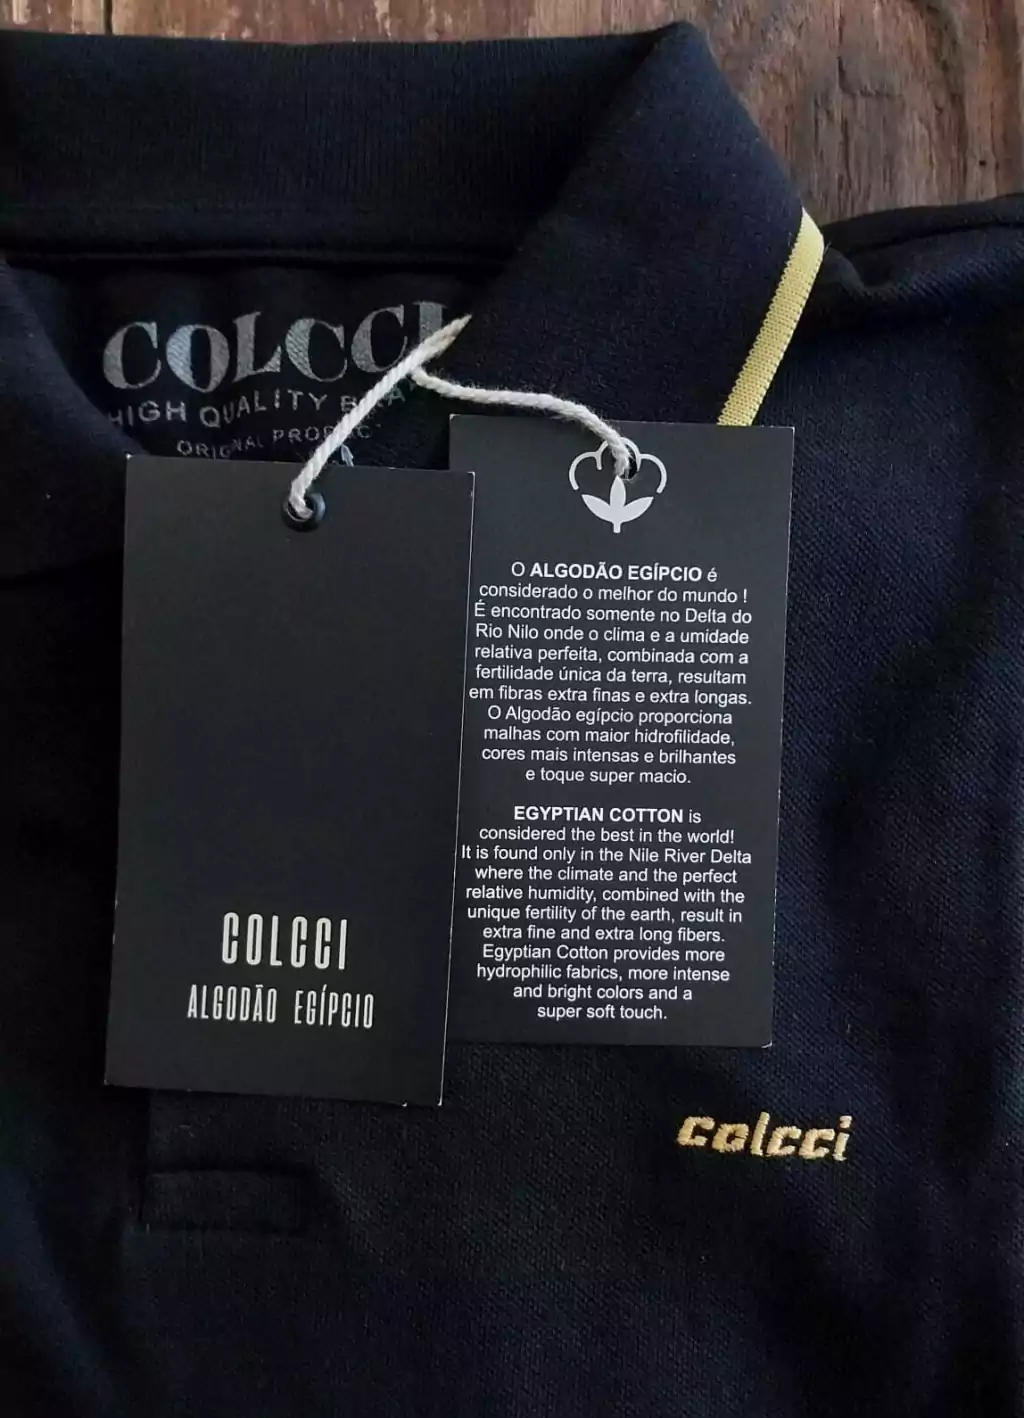 COLCCI
HIGH QUALITY
ORIGINAL
COLCCI
ALGODÃO EGÍPCIO
O ALGODÃO EGÍPCIO é
considerado o melhor do mundo !
É encontrado somente no Delta do
Rio Nilo onde o clima e a umidade
relativa perfeita, combinada com a
fertilidade única da terra, resultam
em fibras extra finas e extra longas.
O Algodão egípcio proporciona
malhas com maior hidrofilidade,
cores mais intensas e brilhantes
e toque super macio.
EGYPTIAN COTTON is
considered the best in the world!
It is found only in the Nile River Delta
where the climate and the perfect
relative humidity, combined with the
unique fertility of the earth, result in
extra fine and extra long fibers.
Egyptian Cotton provides more
hydrophilic fabrics, more intense
and bright colors and a
super soft touch.
colcci